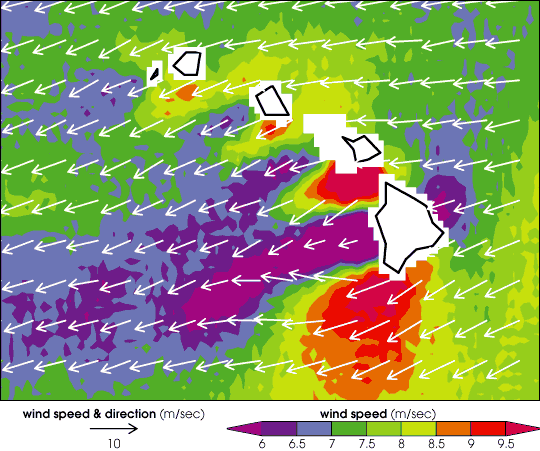 wind speed & direction (m/sec) wind speed (m/sec)
10 6 6.5 7 7.5 8 8.5 9 9.5